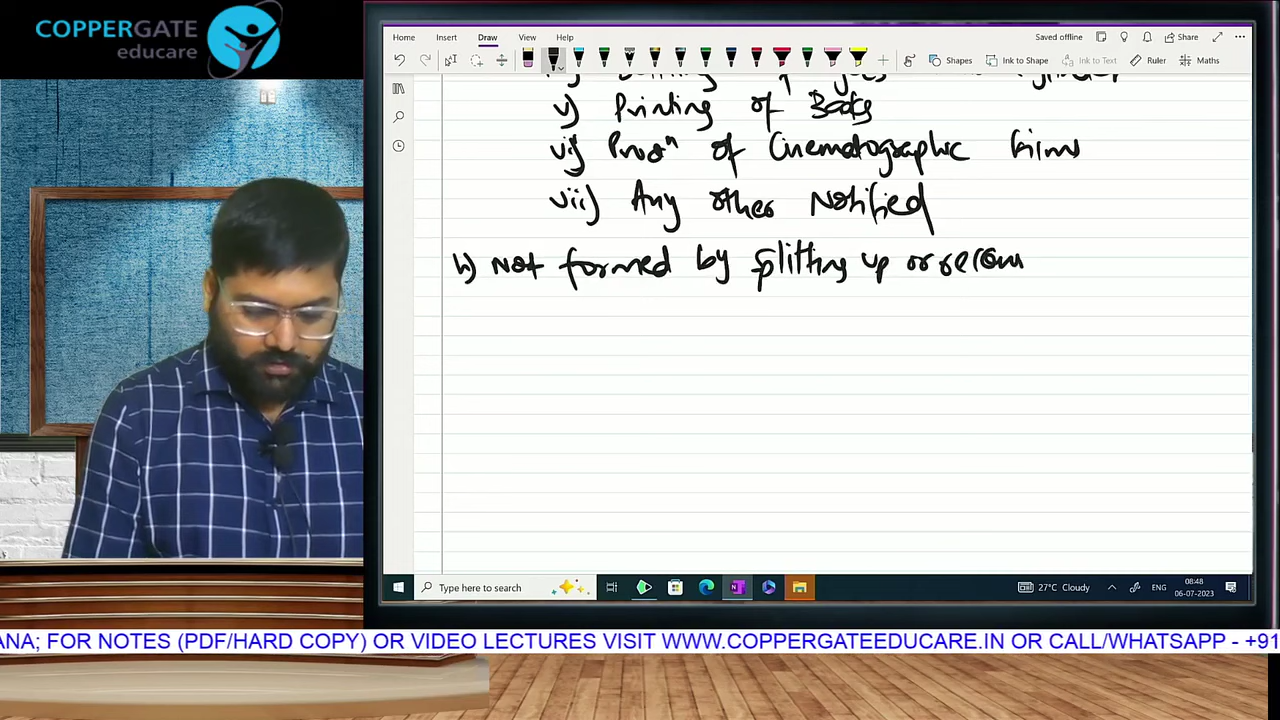 COPPERGATE
educare
Home Insert Draw View Help
Saved offline Share
Shapes Ink to Shape Ink to Text Ruler Maths
v) Printing of Books
vi) Prodn of Cinematographic films
vii) Any other Notified
h) Not formed by splitting up or recons
Type here to search
27°C Cloudy ENG 08:48
06-07-2023
ANA; FOR NOTES (PDF/HARD COPY) OR VIDEO LECTURES VISIT WWW.COPPERGATEEDUCARE.IN OR CALL/WHATSAPP - +91